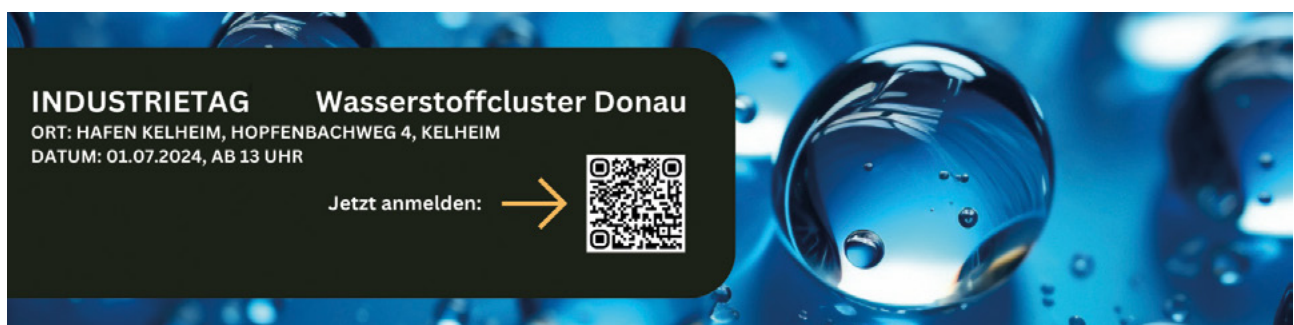 INDUSTRIETAG Wasserstoffcluster Donau
ORT: HAFEN KELHEIM, HOPFENBACHWEG 4, KELHEIM
DATUM: 01.07.2024, AB 13 UHR
Jetzt anmelden: